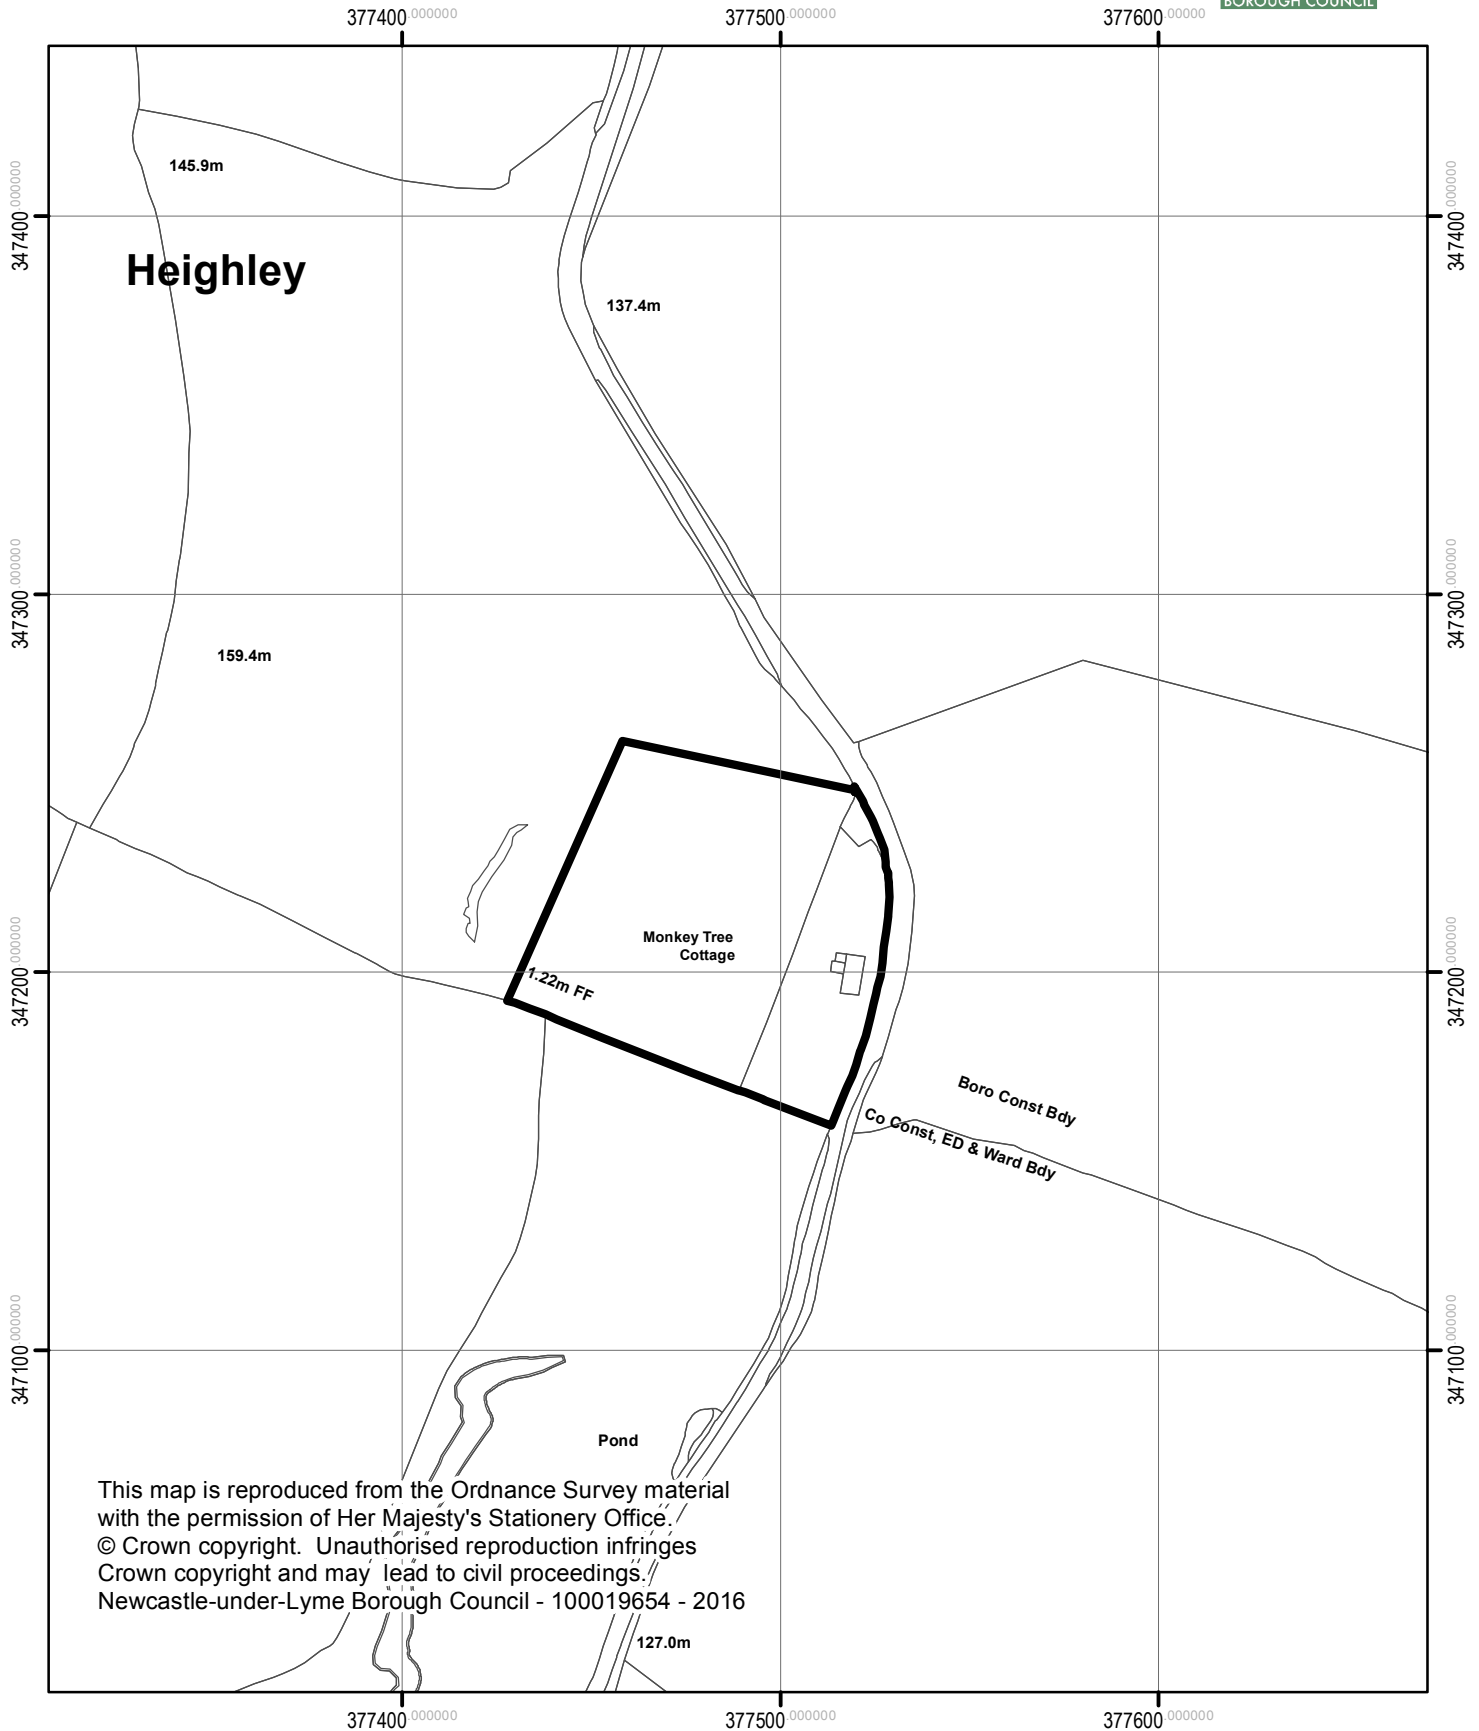 BOROUGH COUNCIL
377400.000000
377500.000000
377600.000000
145.9m
347400.000000
347400.000000
Heighley
137.4m
347300.000000
347300.000000
159.4m
Monkey Tree
Cottage
1.22m FF
347200.000000
347200.000000
Boro Const Bdy
Co Const, ED & Ward Bdy
347100.000000
347100.000000
Pond
This map is reproduced from the Ordnance Survey material
with the permission of Her Majesty's Stationery Office.
© Crown copyright. Unauthorised reproduction infringes
Crown copyright and may lead to civil proceedings.
Newcastle-under-Lyme Borough Council - 100019654 - 2016
127.0m
377400.000000
377500.000000
377600.000000